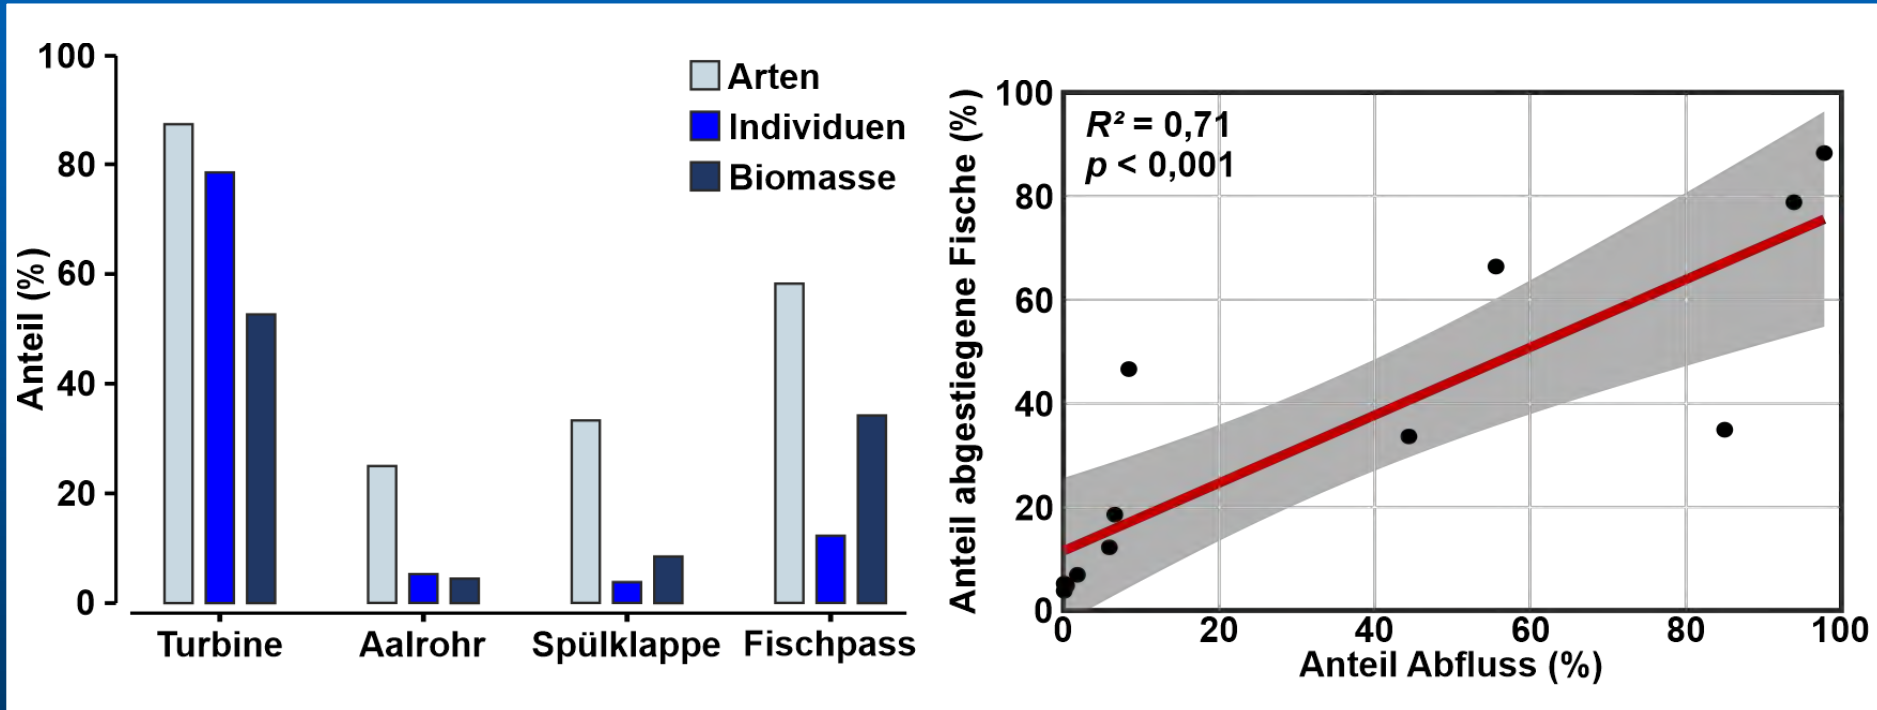 100
80
60
40
20
0
Anteil (%)
Arten
Individuen
Biomasse
Turbine
Aalrohr
Spülklappe
Fischpass
100
80
60
40
20
0
Anteil abgestiegene Fische (%)
R² = 0,71
p < 0,001
0 20 40 60 80 100
Anteil Abfluss (%)